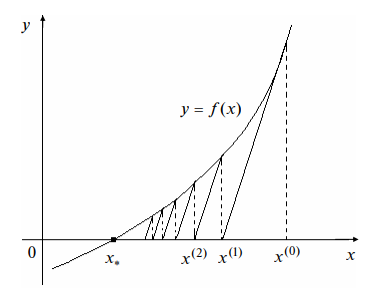 y
y = f(x)
0
x* x⁽²⁾ x⁽¹⁾ x⁽⁰⁾ x